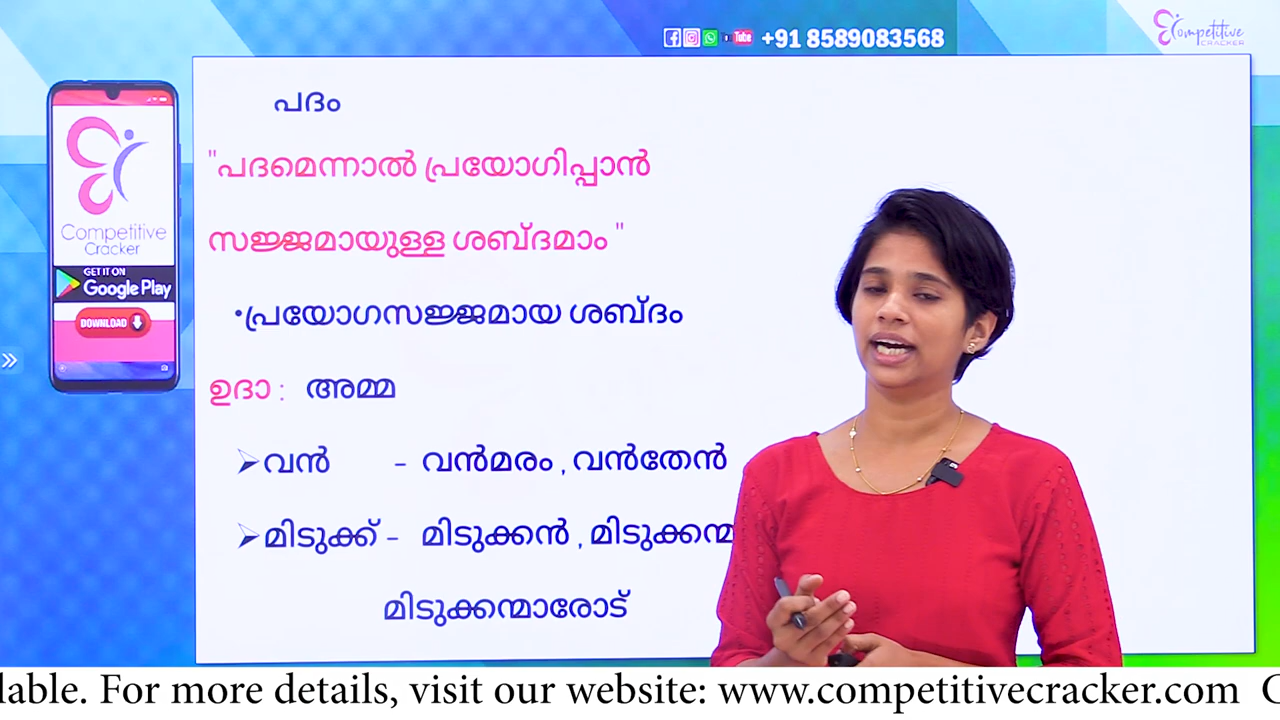 +91 8589083568
Competitive
CRACKER
പദം
"പദമെന്നാൽ പ്രയോഗിപ്പാൻ
സജ്ജമായുള്ള ശബ്ദമാം "
•പ്രയോഗസജ്ജമായ ശബ്ദം
ഉദാ : അമ്മ
➢വൻ - വൻമരം , വൻതേൻ
➢മിടുക്ക് - മിടുക്കൻ ,
മിടുക്കന്മാരോട്
Competitive
Cracker
GET IT ON
Google Play
DOWNLOAD
For more details, visit our website: www.competitivecracker.com